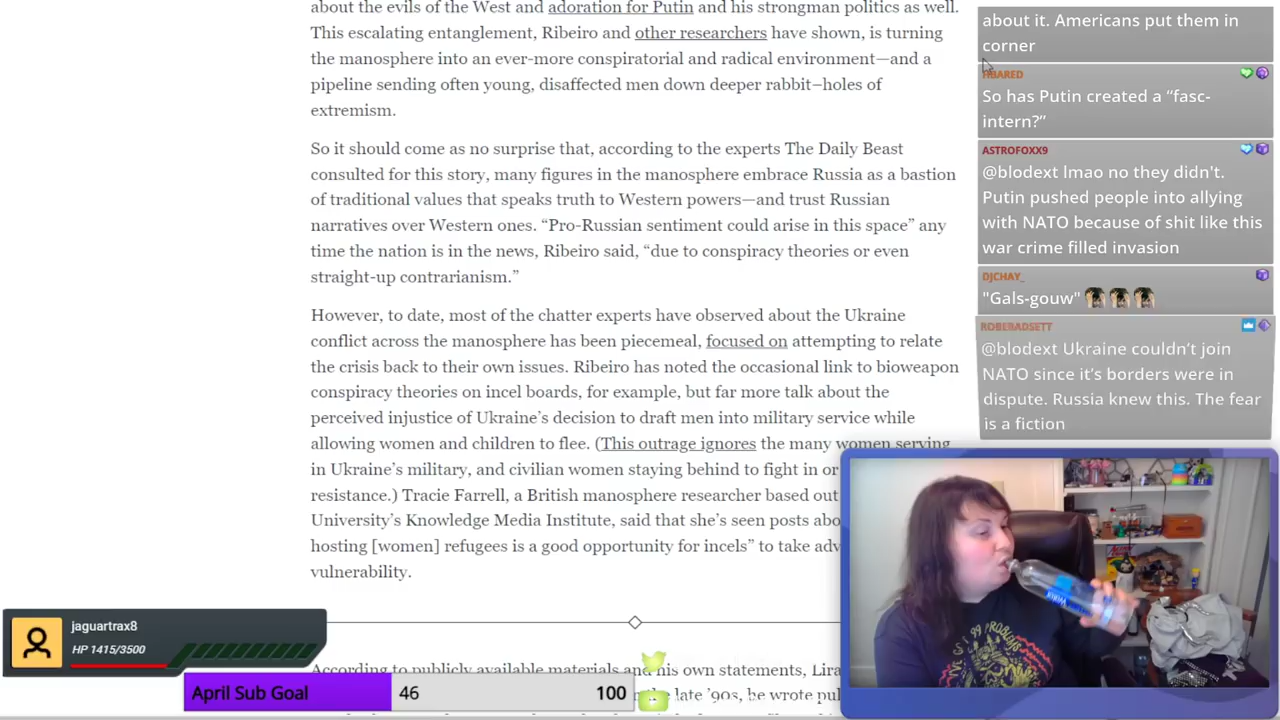 about the evils of the West and adoration for Putin and his strongman politics as well.
This escalating entanglement, Ribeiro and other researchers have shown, is turning
the manosphere into an ever-more conspiratorial and radical environment—and a
pipeline sending often young, disaffected men down deeper rabbit-holes of
extremism.
So it should come as no surprise that, according to the experts The Daily Beast
consulted for this story, many figures in the manosphere embrace Russia as a bastion
of traditional values that speaks truth to Western powers—and trust Russian
narratives over Western ones. “Pro-Russian sentiment could arise in this space” any
time the nation is in the news, Ribeiro said, “due to conspiracy theories or even
straight-up contrarianism.”
However, to date, most of the chatter experts have observed about the Ukraine
conflict across the manosphere has been piecemeal, focused on attempting to relate
the crisis back to their own issues. Ribeiro has noted the occasional link to bioweapon
conspiracy theories on incel boards, for example, but far more talk about the
perceived injustice of Ukraine’s decision to draft men into military service while
allowing women and children to flee. (This outrage ignores the many women serving
in Ukraine’s military, and civilian women staying behind to fight in or
resistance.) Tracie Farrell, a British manosphere researcher based out
University’s Knowledge Media Institute, said that she’s seen posts abo
hosting [women] refugees is a good opportunity for incels” to take adv
vulnerability.
According to publicly available materials and his own statements, Lira
late ’90s, he wrote pul
about it. Americans put them in
corner
So has Putin created a “fasc-
intern?”
ASTROFOXX9
@blodext lmao no they didn't.
Putin pushed people into allying
with NATO because of shit like this
war crime filled invasion
DJCHAY_
"Gals-gouw"
ROBERADSETT
@blodext Ukraine couldn’t join
NATO since it’s borders were in
dispute. Russia knew this. The fear
is a fiction
jaguartrax8
HP 1415/3500
April Sub Goal 46 100
99 PROBLEMS